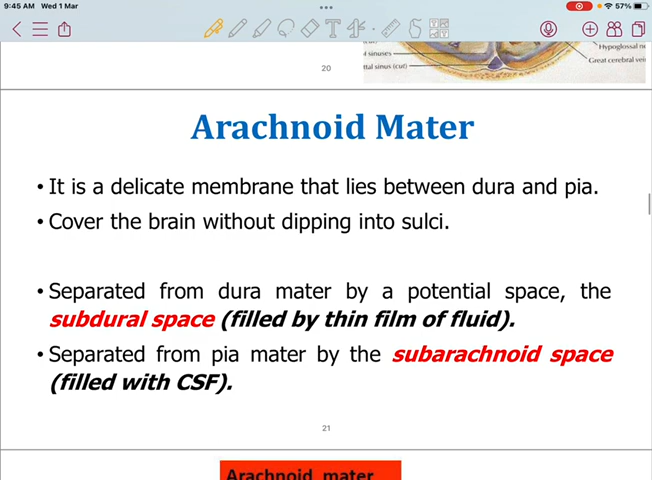 9:45 AM Wed 1 Mar
57%
Hypoglossal
Great cerebral
sinuses
sinus (cut)
20
Arachnoid Mater
• It is a delicate membrane that lies between dura and pia.
• Cover the brain without dipping into sulci.
• Separated from dura mater by a potential space, the
subdural space (filled by thin film of fluid).
• Separated from pia mater by the subarachnoid space
(filled with CSF).
21
Arachnoid mater